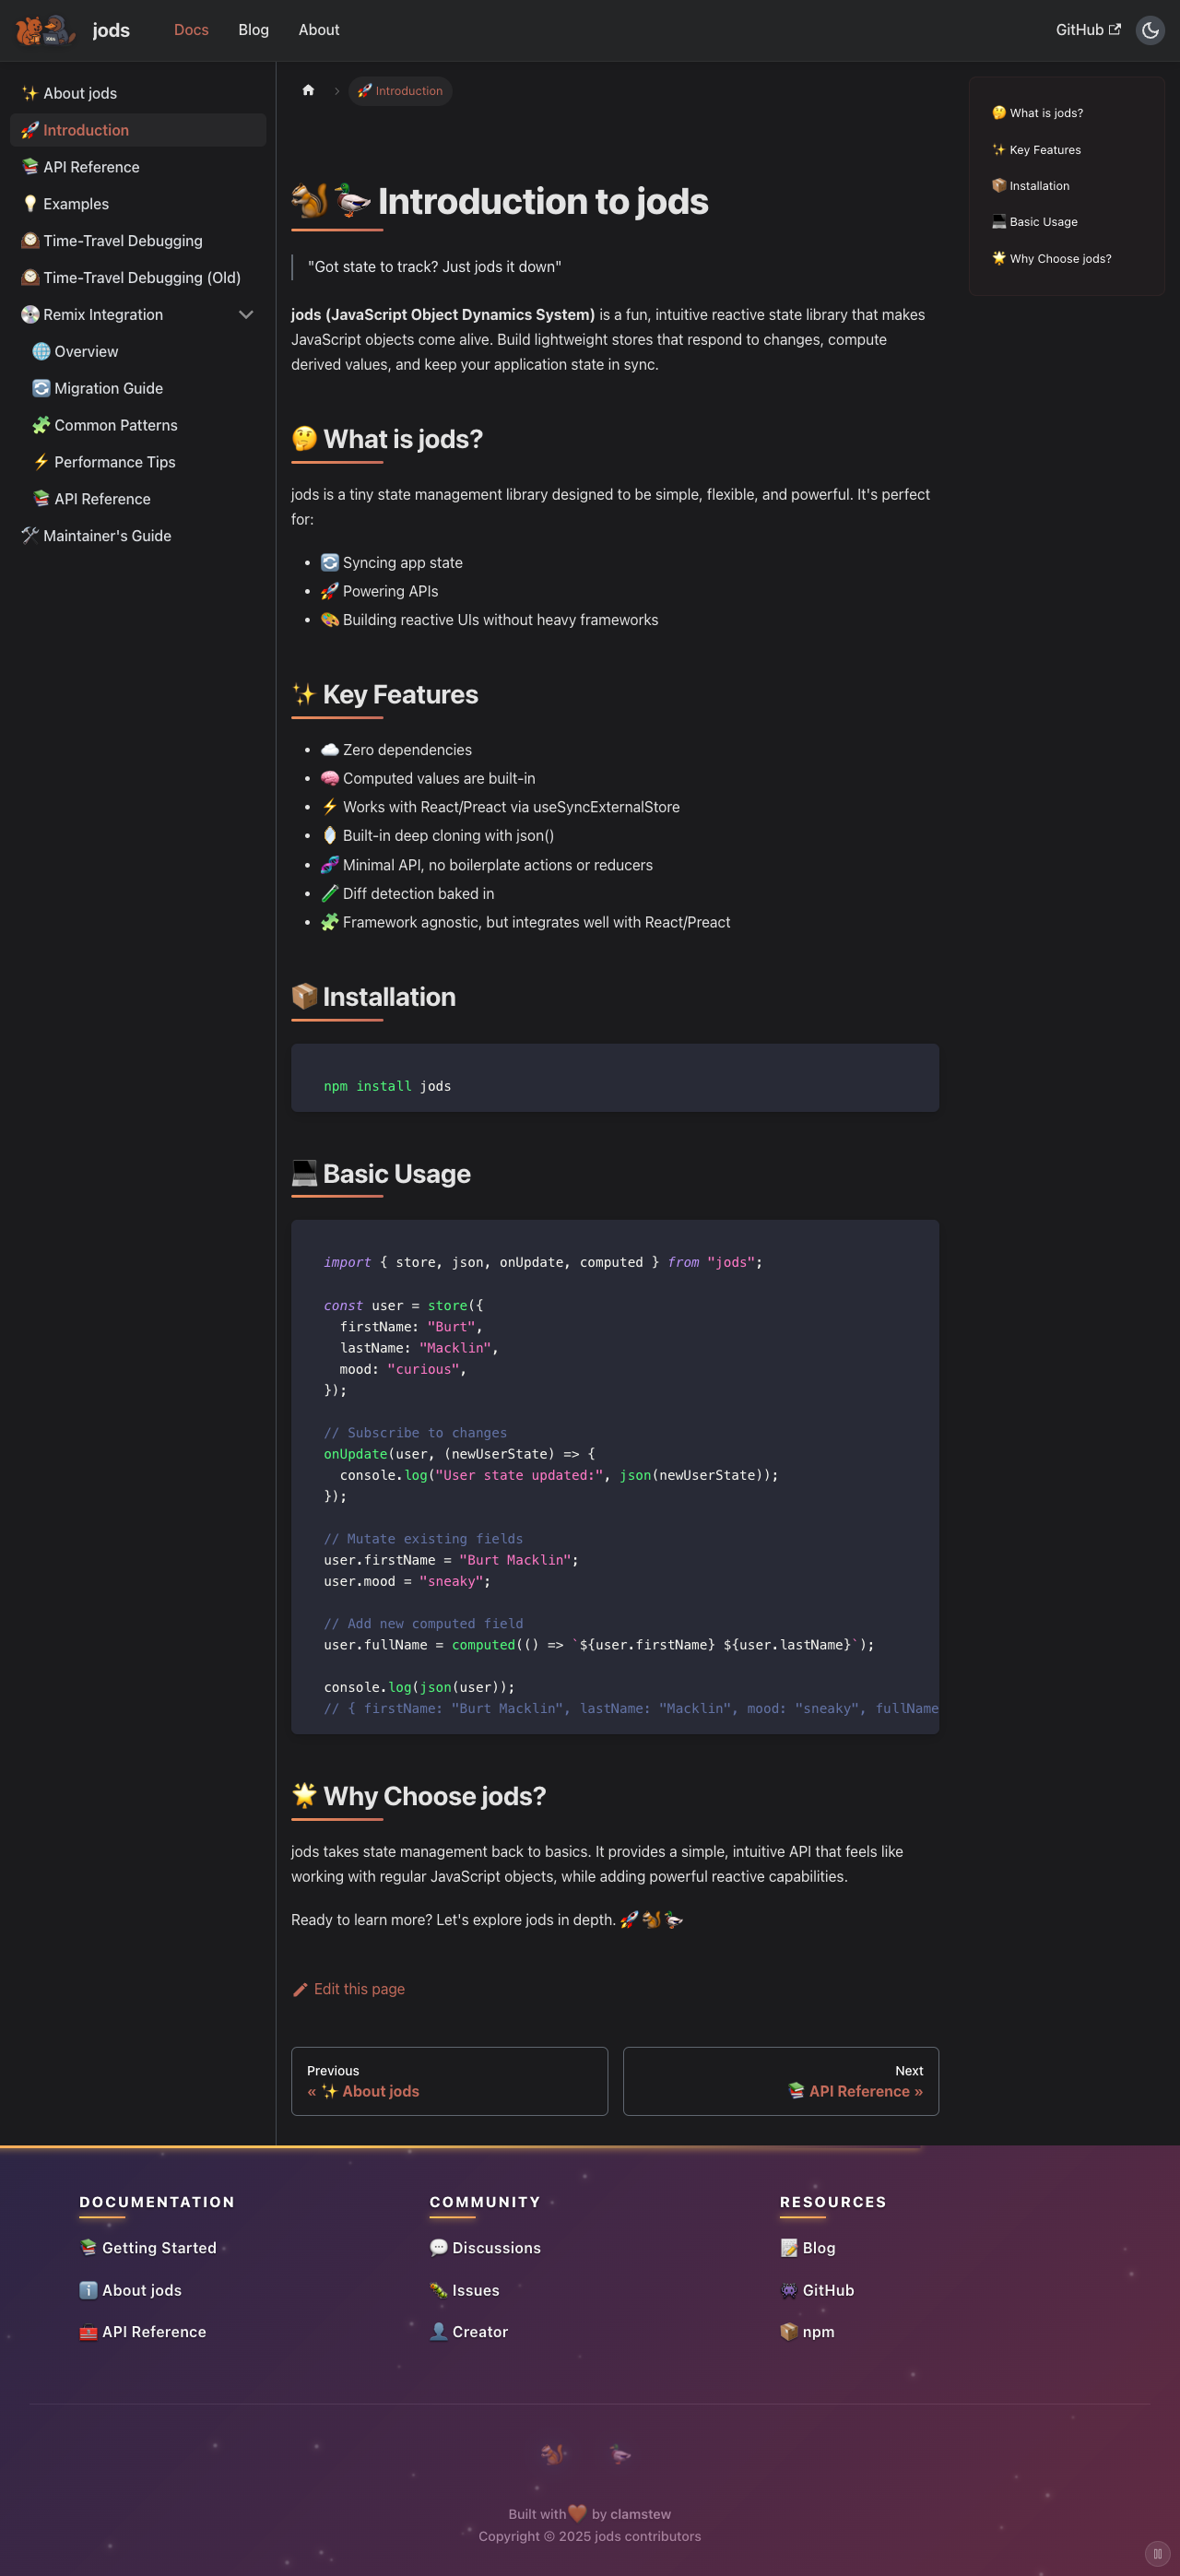 jods
Docs
Blog
About
GitHub
✨ About jods
🚀 Introduction
📚 API Reference
💡 Examples
🕰️ Time-Travel Debugging
🕰️ Time-Travel Debugging (Old)
💿 Remix Integration
🌐 Overview
🔄 Migration Guide
🧩 Common Patterns
⚡ Performance Tips
📚 API Reference
🛠️ Maintainer's Guide
🚀 Introduction
🐿️🦆 Introduction to jods
"Got state to track? Just jods it down"
jods (JavaScript Object Dynamics System) is a fun, intuitive reactive state library that makes
JavaScript objects come alive. Build lightweight stores that respond to changes, compute
derived values, and keep your application state in sync.
🤔 What is jods?
jods is a tiny state management library designed to be simple, flexible, and powerful. It's perfect
for:
• 🔄 Syncing app state
• 🚀 Powering APIs
• 🎨 Building reactive UIs without heavy frameworks
✨ Key Features
• ☁️ Zero dependencies
• 🧠 Computed values are built-in
• ⚡ Works with React/Preact via useSyncExternalStore
• 🪞 Built-in deep cloning with json()
• 🧬 Minimal API, no boilerplate actions or reducers
• 🧪 Diff detection baked in
• 🧩 Framework agnostic, but integrates well with React/Preact
📦 Installation
npm install jods
💻 Basic Usage
import { store, json, onUpdate, computed } from "jods";
const user = store({
  firstName: "Burt",
  lastName: "Macklin",
  mood: "curious",
});
// Subscribe to changes
onUpdate(user, (newUserState) => {
  console.log("User state updated:", json(newUserState));
});
// Mutate existing fields
user.firstName = "Burt Macklin";
user.mood = "sneaky";
// Add new computed field
user.fullName = computed(() => `${user.firstName} ${user.lastName}`);
console.log(json(user));
// { firstName: "Burt Macklin", lastName: "Macklin", mood: "sneaky", fullName
🌟 Why Choose jods?
jods takes state management back to basics. It provides a simple, intuitive API that feels like
working with regular JavaScript objects, while adding powerful reactive capabilities.
Ready to learn more? Let's explore jods in depth. 🚀🐿️🦆
Edit this page
Previous
« ✨ About jods
Next
📚 API Reference »
🤔 What is jods?
✨ Key Features
📦 Installation
💻 Basic Usage
🌟 Why Choose jods?
DOCUMENTATION
📚 Getting Started
ℹ️ About jods
🧰 API Reference
COMMUNITY
💬 Discussions
🐛 Issues
👤 Creator
RESOURCES
📝 Blog
👾 GitHub
📦 npm
🐿️ 🦆
Built with🧡 by clamstew
Copyright © 2025 jods contributors